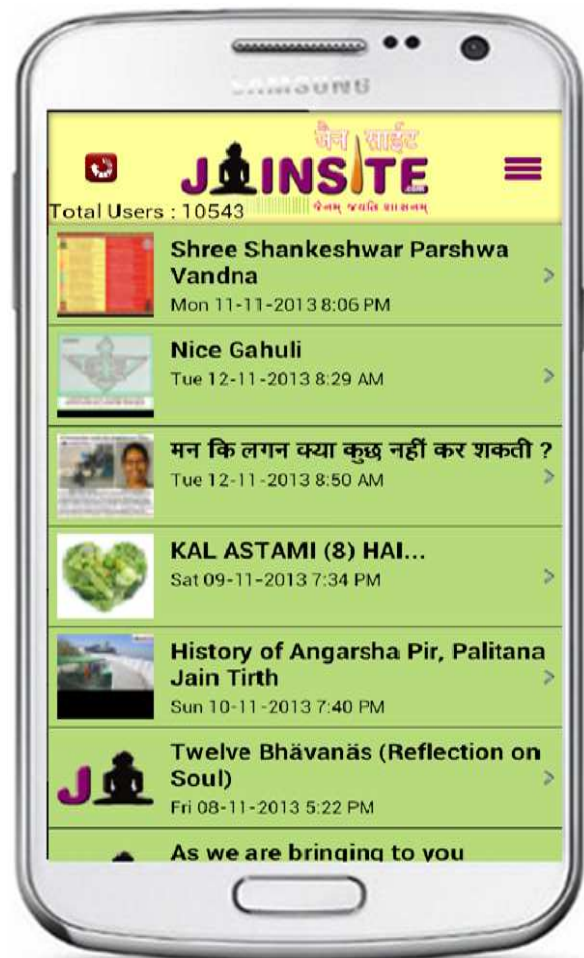 SAMSUNG
जैन साईट
JAINSITE
.com
जैनम् जयति शासनम्
Total Users : 10543
Shree Shankeshwar Parshwa
Vandna
Mon 11-11-2013 8:06 PM
Nice Gahuli
Tue 12-11-2013 8:29 AM
मन कि लगन क्या कुछ नहीं कर शकती ?
Tue 12-11-2013 8:50 AM
KAL ASTAMI (8) HAI...
Sat 09-11-2013 7:34 PM
History of Angarsha Pir, Palitana
Jain Tirth
Sun 10-11-2013 7:40 PM
Twelve Bhävanäs (Reflection on
Soul)
Fri 08-11-2013 5:22 PM
As we are bringing to you